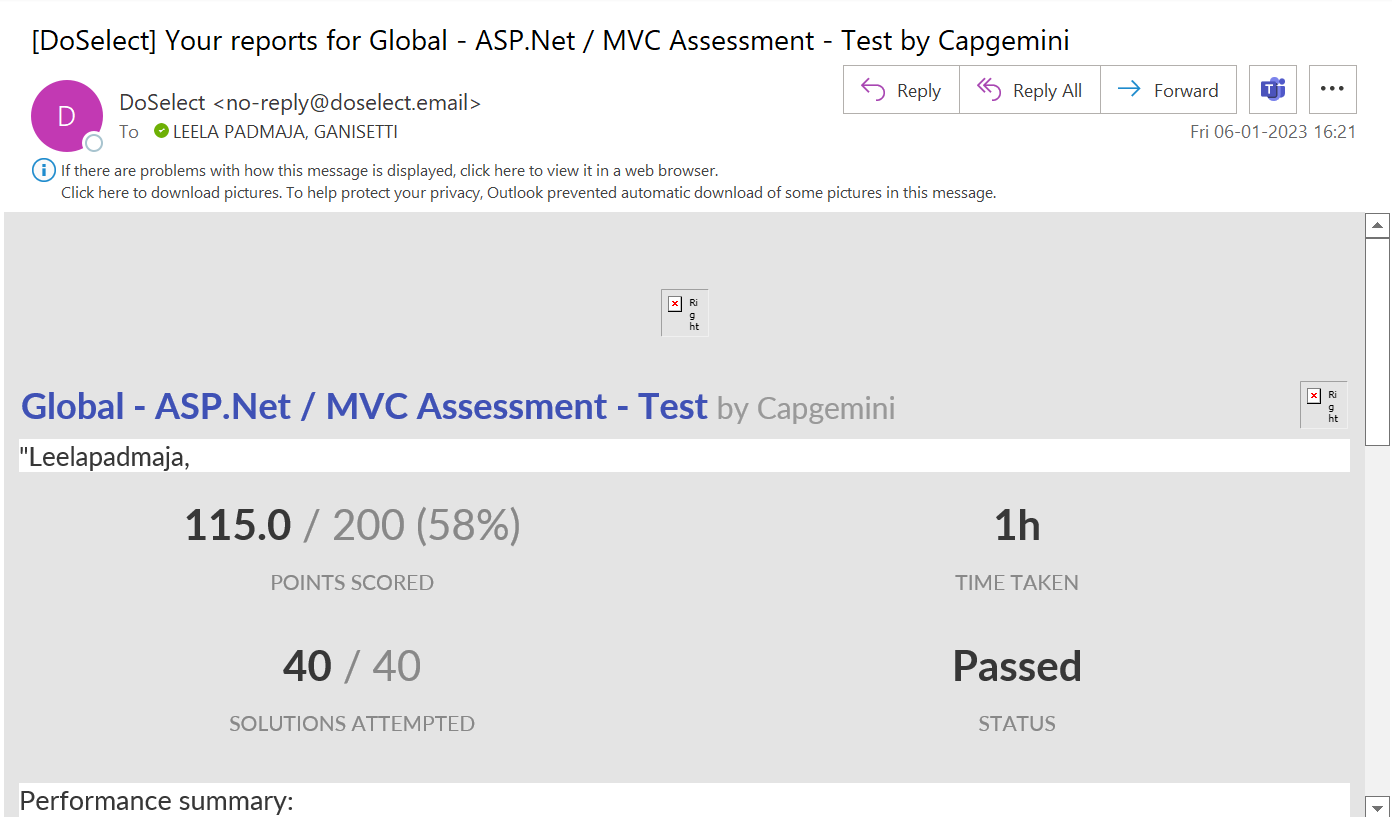 [DoSelect] Your reports for Global - ASP.Net / MVC Assessment - Test by Capgemini
D
DoSelect <no-reply@doselect.email>
To LEELA PADMAJA, GANISETTI
Reply
Reply All
Forward
Fri 06-01-2023 16:21
If there are problems with how this message is displayed, click here to view it in a web browser.
Click here to download pictures. To help protect your privacy, Outlook prevented automatic download of some pictures in this message.
Ri
g
ht
Global - ASP.Net / MVC Assessment - Test by Capgemini
Ri
g
ht
"Leelapadmaja,
115.0 / 200 (58%)
POINTS SCORED
1h
TIME TAKEN
40 / 40
SOLUTIONS ATTEMPTED
Passed
STATUS
Performance summary: